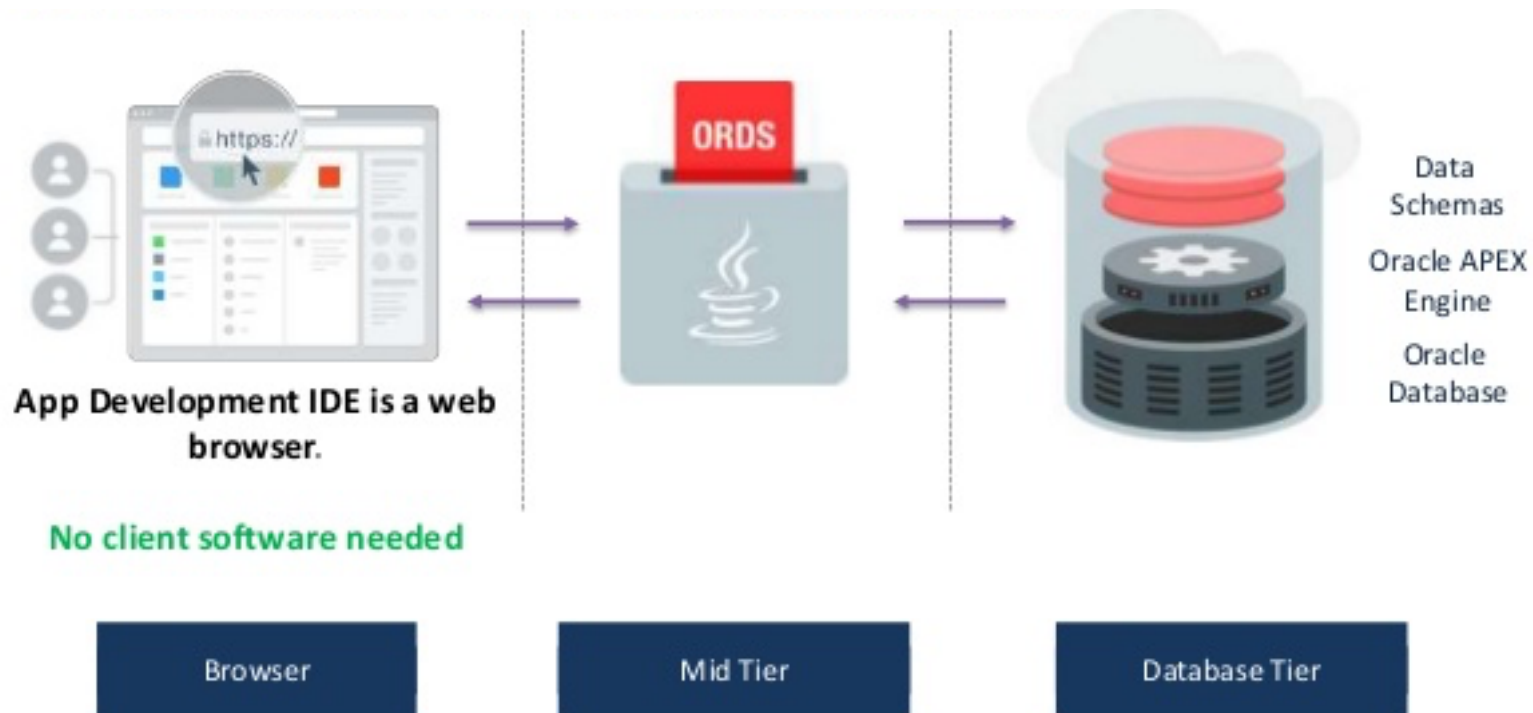 https://
App Development IDE is a web
browser.
No client software needed
ORDS
Data
Schemas
Oracle APEX
Engine
Oracle
Database
Browser
Mid Tier
Database Tier